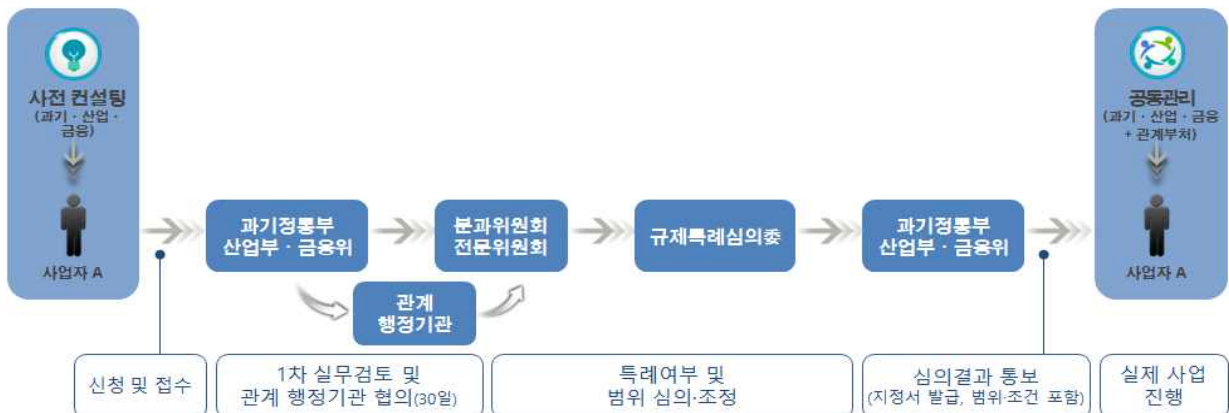 사전 컨설팅
(과기 · 산업 ·
금융)
사업자 A
과기정통부
산업부 · 금융위
분과위원회
전문위원회
규제특례심의委
과기정통부
산업부 · 금융위
관계
행정기관
공동관리
(과기 · 산업 · 금융
+ 관계부처)
사업자 A
신청 및 접수
1차 실무검토 및
관계 행정기관 협의(30일)
특례여부 및
범위 심의·조정
심의결과 통보
(지정서 발급, 범위·조건 포함)
실제 사업
진행